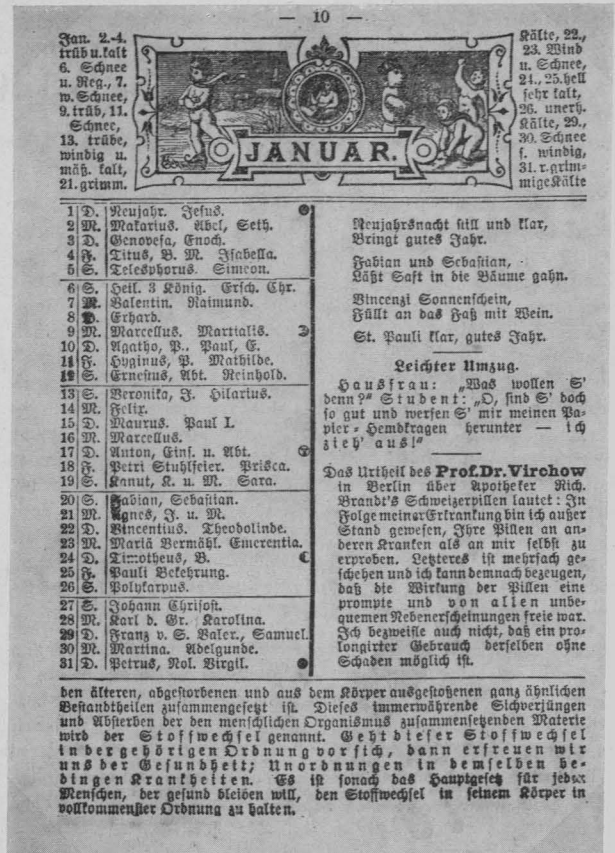 — 10 —
Jan. 2.-4.
trüb u. kalt
6. Schnee
u. Reg., 7.
w. Schnee,
9. trüb, 11.
Schnee,
13. trübe,
windig u.
mäß. kalt,
21. grimm.
JANUAR.
Kälte, 22.,
23. Wind
u. Schnee,
24., 25. hell
sehr kalt,
26. unerh.
Kälte, 29.,
30. Schnee
s. windig,
31. r. grim-
mige Kälte
1 D. Neujahr. Jesus.
2 M. Makarius. Abel, Seth.
3 D. Genovefa, Enoch.
4 F. Titus, B. M. Isabella.
5 S. Telesphorus. Simeon.
6 S. Heil. 3 König. Ersch. Chr.
7 M. Valentin. Raimund.
8 D. Erhard.
9 M. Marcellus. Martialis.
10 D. Agatho, P., Paul, E.
11 F. Hyginus, P. Mathilde.
12 S. Ernestus, Abt. Reinhold.
13 S. Veronika, J. Hilarius.
14 M. Felix.
15 D. Maurus. Paul I.
16 M. Marcellus.
17 D. Anton, Eins. u. Abt.
18 F. Petri Stuhlfeier. Prisca.
19 S. Kanut, K. u. M. Sara.
20 S. Fabian, Sebastian.
21 M. Agnes, J. u. M.
22 D. Vincentius. Theodolinde.
23 M. Mariä Vermähl. Emerentia.
24 D. Timotheus, B.
25 F. Pauli Bekehrung.
26 S. Polykarpus.
27 S. Johann Chrisost.
28 M. Karl d. Gr. Karolina.
29 D. Franz v. S. Valer., Samuel.
30 M. Martina. Adelgunde.
31 D. Petrus, Nol. Virgil.
Neujahrsnacht still und klar,
Bringt gutes Jahr.
Fabian und Sebastian,
Läßt Saft in die Bäume gahn.
Vincenzi Sonnenschein,
Füllt an das Faß mit Wein.
St. Pauli klar, gutes Jahr.
Leichter Umzug.
Hausfrau: „Was wollen S'
denn?“ Student: „O, sind S' doch
so gut und werfen S' mir meinen Pa-
pier-Hemdkragen herunter — ich
zieh' aus!“
Das Urtheil des Prof. Dr. Virchow
in Berlin über Apotheker Rich.
Brandt's Schweizerpillen lautet: In
Folge meiner Erkrankung bin ich außer
Stand gewesen, Ihre Pillen an an-
deren Kranken als an mir selbst zu
erproben. Letzteres ist mehrfach ge-
schehen und ich kann demnach bezeugen,
daß die Wirkung der Pillen eine
prompte und von allen unbe-
quemen Nebenerscheinungen freie war.
Ich bezweifle auch nicht, daß ein pro-
longirter Gebrauch derselben ohne
Schaden möglich ist.
den älteren, abgestorbenen und aus dem Körper ausgestoßenen ganz ähnlichen
Bestandtheilen zusammengesetzt ist. Dieses immerwährende Sichverjüngen
und Absterben der den menschlichen Organismus zusammensetzenden Materie
wird der Stoffwechsel genannt. Geht dieser Stoffwechsel
in der gehörigen Ordnung vor sich, dann erfreuen wir
uns der Gesundheit; Unordnungen in demselben be-
dingen Krankheiten. Es ist sonach das Hauptgesetz für jeden
Menschen, der gesund bleiben will, den Stoffwechsel in seinem Körper in
vollkommenster Ordnung zu halten.